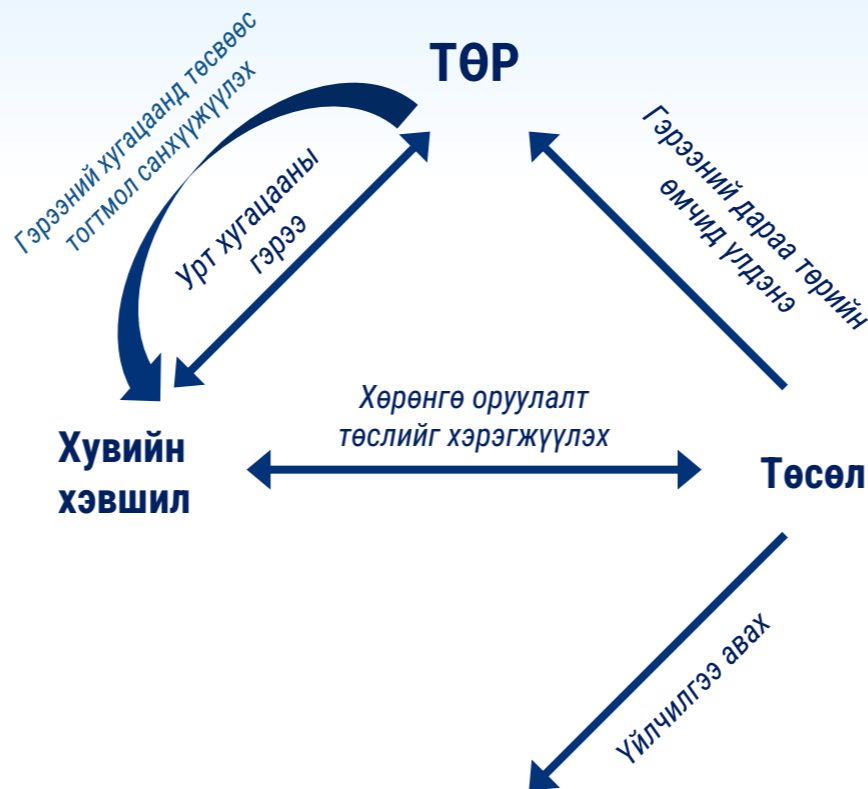 ТӨР
Гэрээний хугацаанд төсвөөс
тогтмол санхүүжүүлэх
Урт хугацааны
гэрээ
Гэрээний дараа төрийн
өмчид үлдэнэ
Хөрөнгө оруулалт
төслийг хэрэгжүүлэх
Хувийн
хэвшил
Төсөл
Үйлчилгээ авах